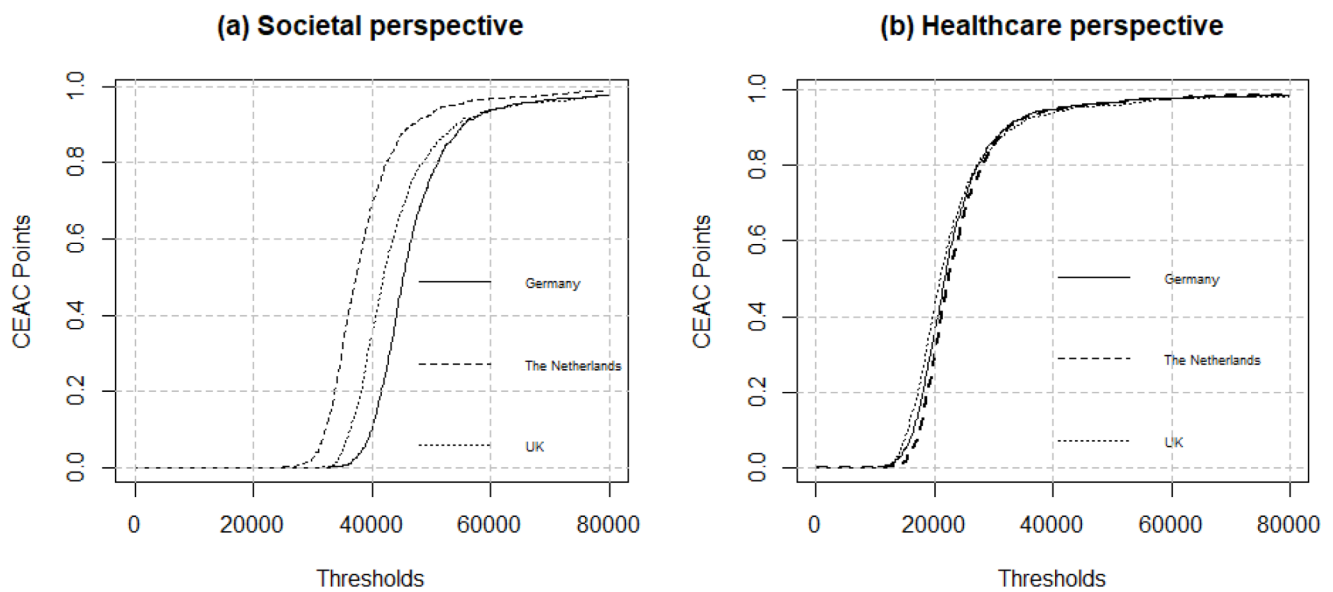 (a) Societal perspective
CEAC Points
1.0
0.8
0.6
0.4
0.2
0.0
Germany
The Netherlands
UK
0 20000 40000 60000 80000
Thresholds
(b) Healthcare perspective
CEAC Points
1.0
0.8
0.6
0.4
0.2
0.0
Germany
The Netherlands
UK
0 20000 40000 60000 80000
Thresholds